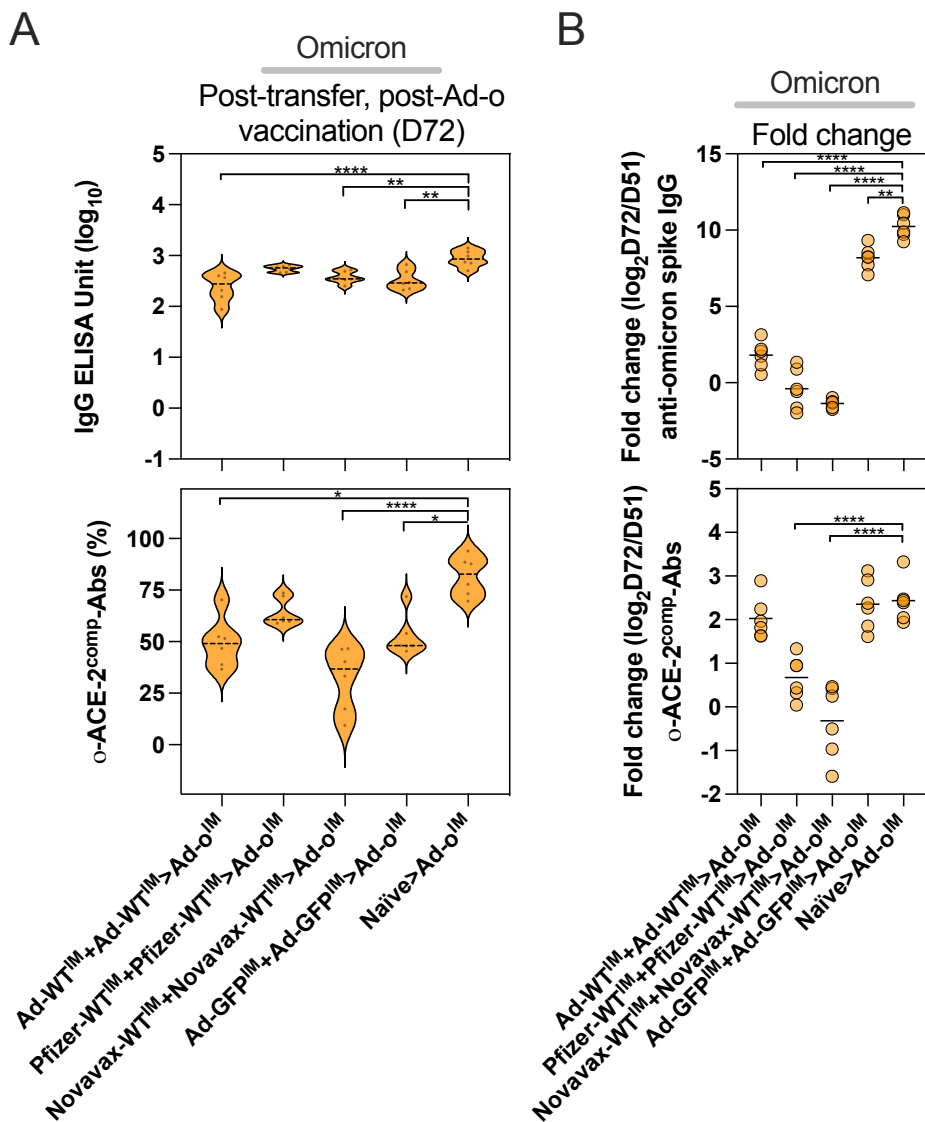 A
Omicron
Post-transfer, post-Ad-o
vaccination (D72)
IgG ELISA Unit (log10)
5
4
3
2
1
0
-1
****
**
**
ο-ACE-2comp-Abs (%)
100
75
50
25
0
*
****
*
Ad-WTIM+Ad-WTIM>Ad-oIM
Pfizer-WTIM+Pfizer-WTIM>Ad-oIM
Novavax-WTIM+Novavax-WTIM>Ad-oIM
Ad-GFPIM+Ad-GFPIM>Ad-oIM
Naïve>Ad-oIM
B
Omicron
Fold change
Fold change (log2D72/D51)
anti-omicron spike IgG
15
10
5
0
-5
****
****
****
**
Fold change (log2D72/D51)
ο-ACE-2comp-Abs
5
4
3
2
1
0
-1
-2
****
****
Ad-WTIM+Ad-WTIM>Ad-oIM
Pfizer-WTIM+Pfizer-WTIM>Ad-oIM
Novavax-WTIM+Novavax-WTIM>Ad-oIM
Ad-GFPIM+Ad-GFPIM>Ad-oIM
Naïve>Ad-oIM